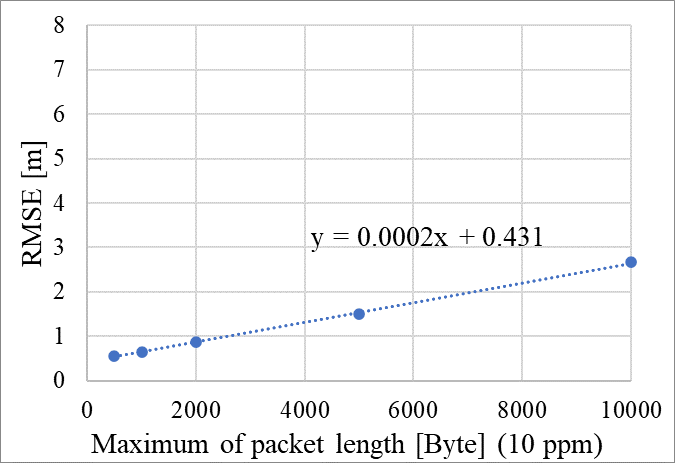 8
7
6
5
4
3
2
1
0
RMSE [m]
y = 0.0002x + 0.431
0 2000 4000 6000 8000 10000
Maximum of packet length [Byte] (10 ppm)